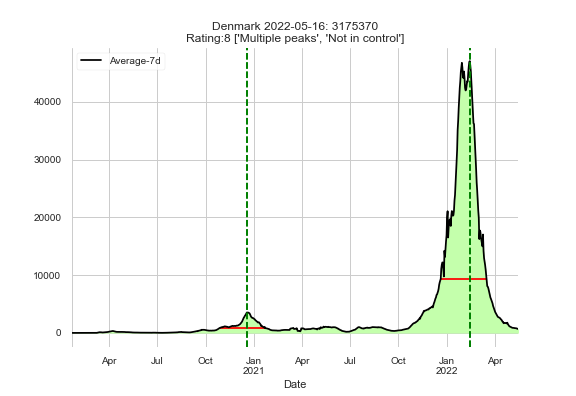 Denmark 2022-05-16: 3175370
Rating:8 ['Multiple peaks', 'Not in control']
Average-7d
40000
30000
20000
10000
0
Apr Jul Oct Jan Apr Jul Oct Jan Apr
2021 2022
Date